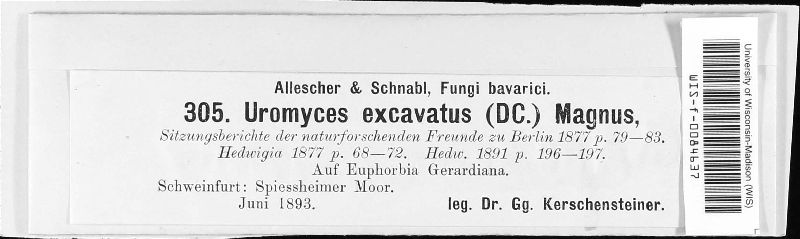 Allescher & Schnabl, Fungi bavarici.
305. Uromyces excavatus (DC.) Magnus,
Sitzungsberichte der naturforschenden Freunde zu Berlin 1877 p. 79—83.
Hedwigia 1877 p. 68—72. Hedw. 1891 p. 196—197.
Auf Euphorbia Gerardiana.
Schweinfurt: Spiessheimer Moor.
Juni 1893. leg. Dr. Gg. Kerschensteiner.
WIS-f-0084637
University of Wisconsin-Madison (WIS)